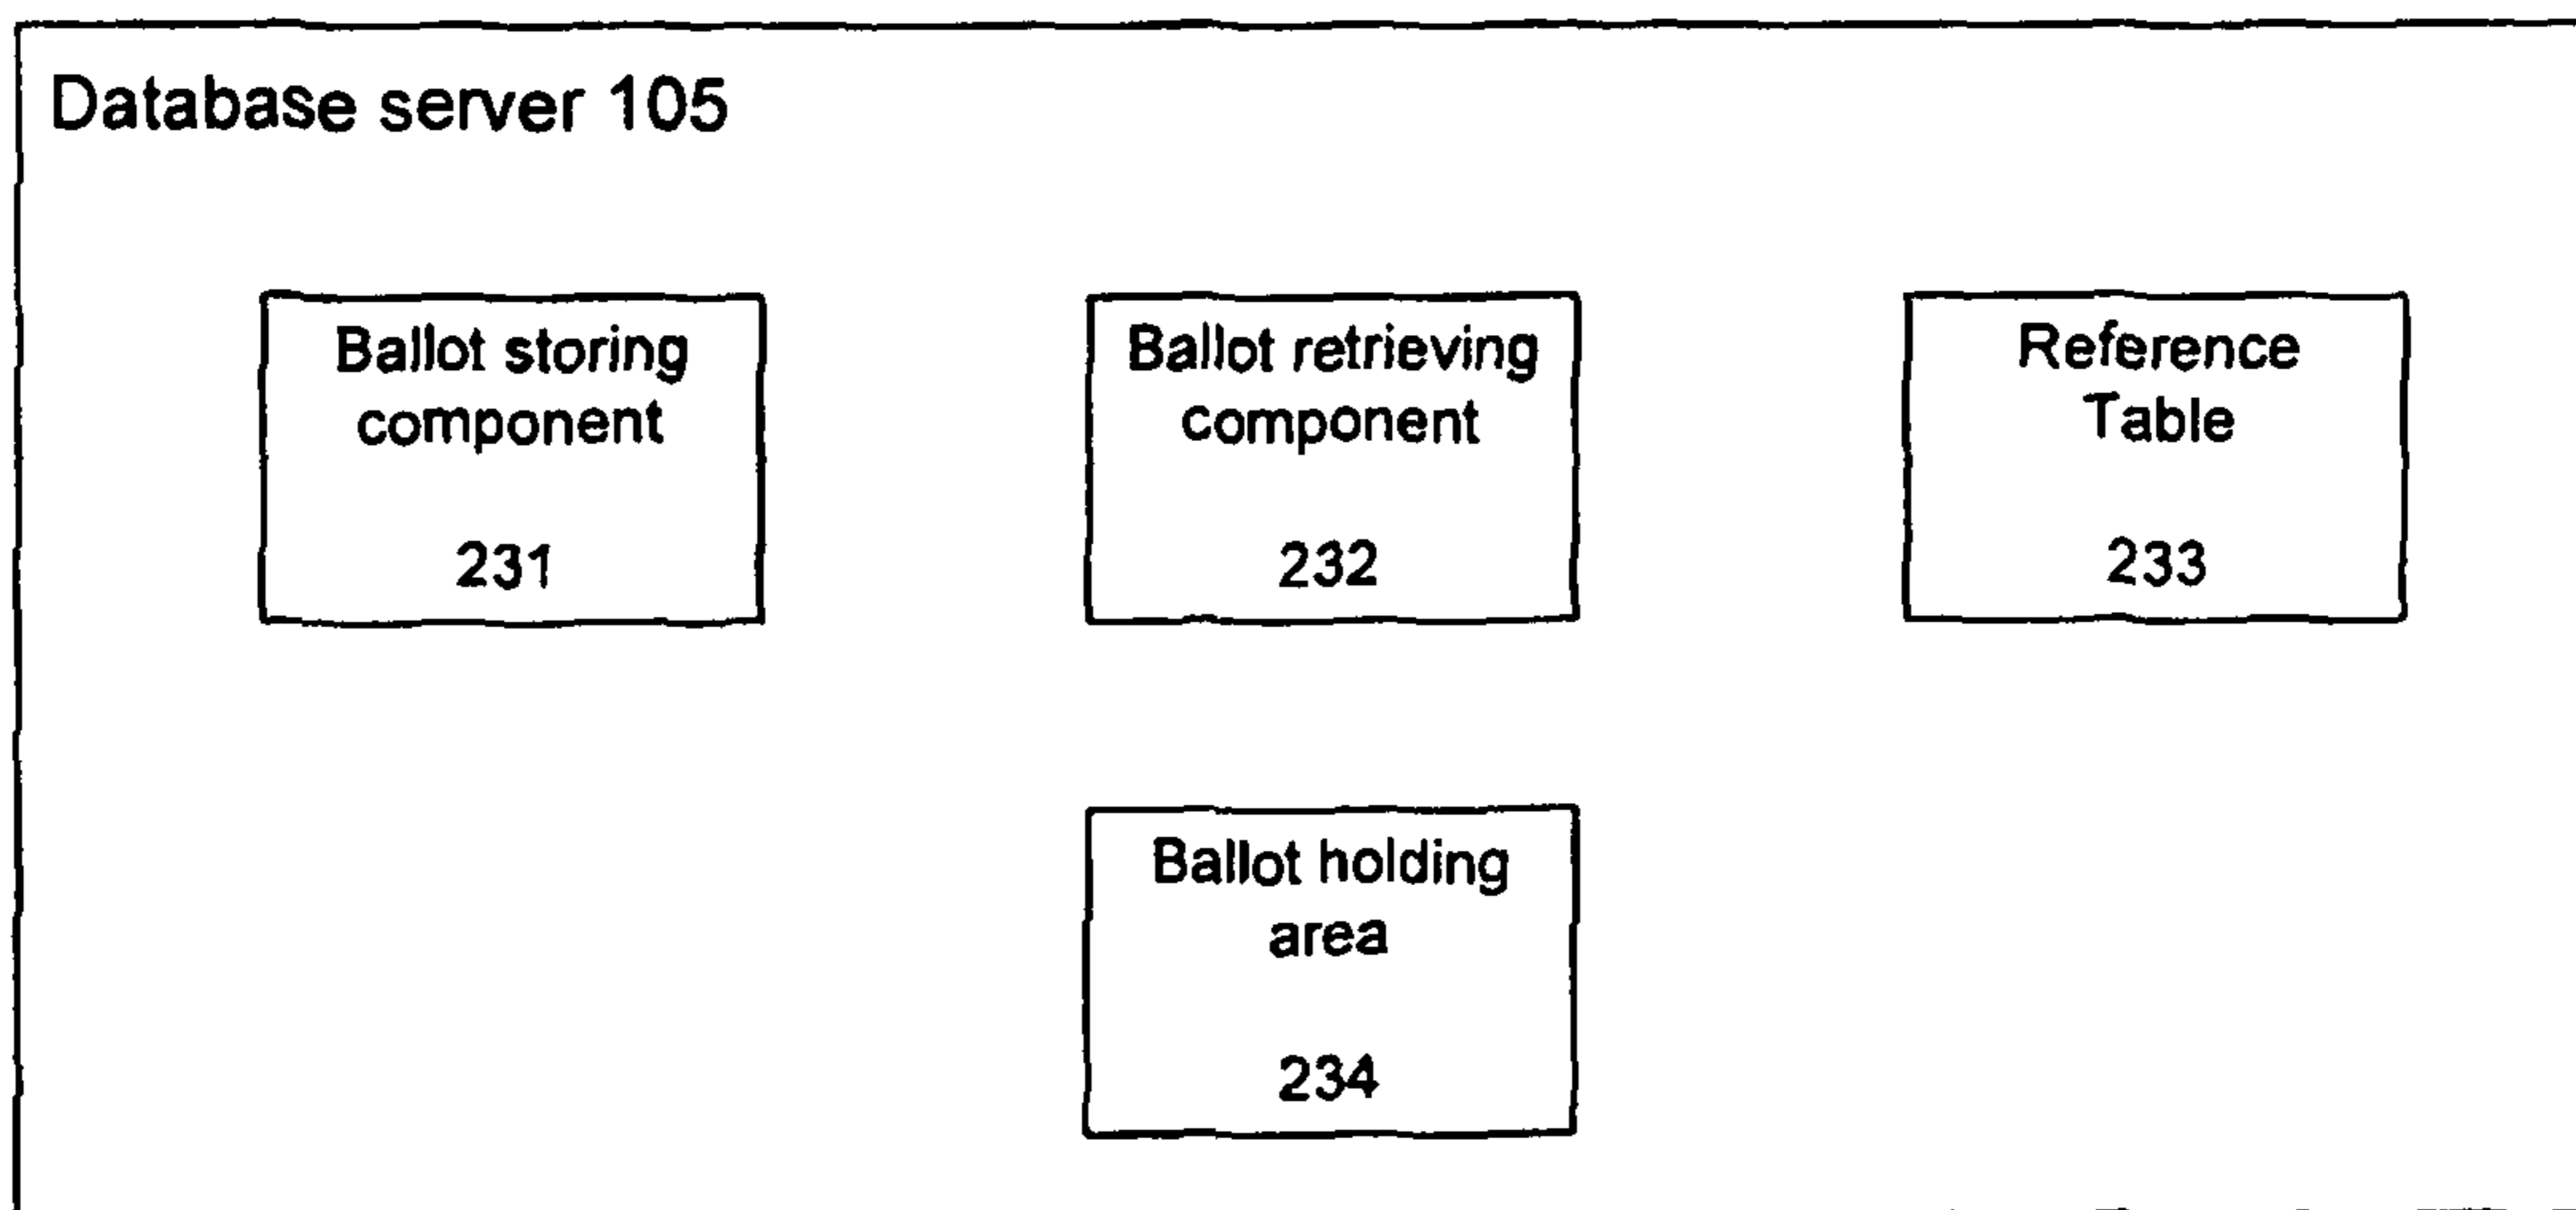 Database server 105
Ballot storing
component
231
Ballot retrieving
component
232
Reference
Table
233
Ballot holding
area
234